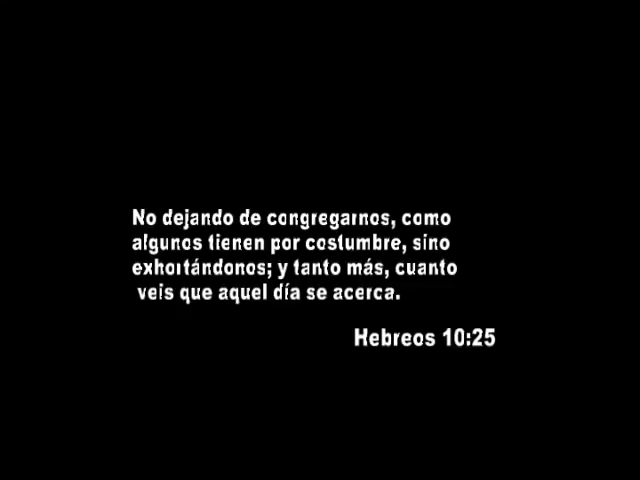 No dejando de congregarnos, como
algunos tienen por costumbre, sino
exhortándonos; y tanto más, cuanto
veis que aquel día se acerca.
Hebreos 10:25